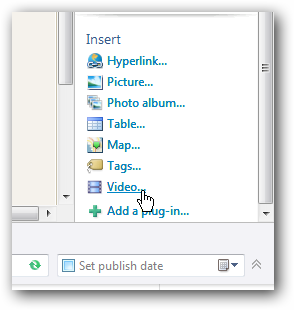 Insert
Hyperlink...
Picture...
Photo album...
Table...
Map...
Tags...
Video...
Add a plug-in...
Set publish date